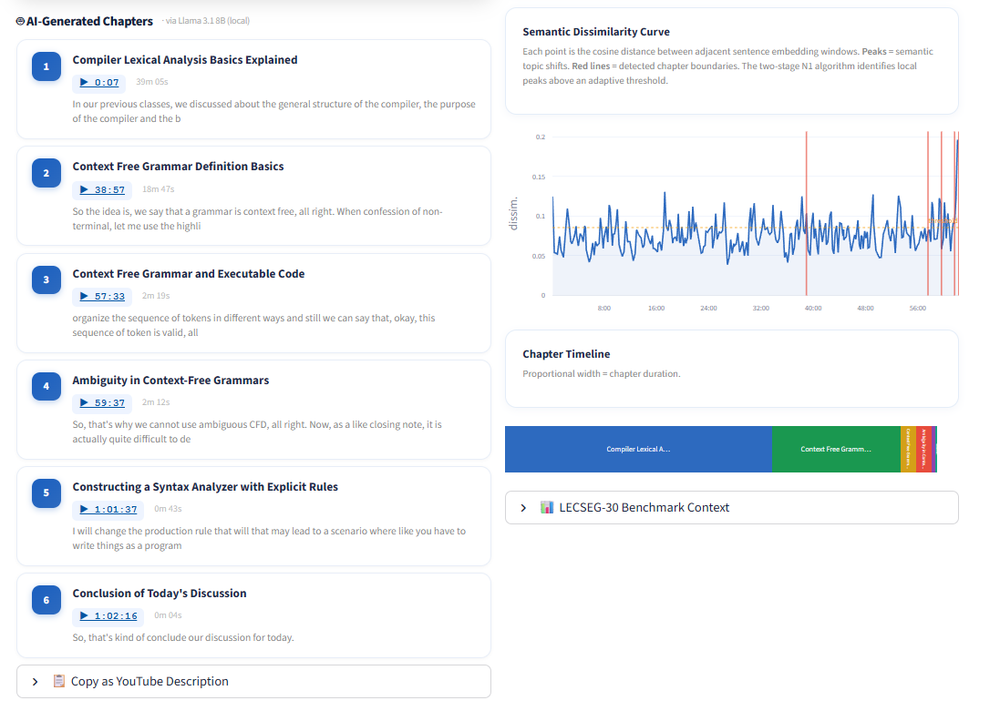 AI-Generated Chapters · via Llama 3.1 8B (local)
1
Compiler Lexical Analysis Basics Explained
▶ 0:07 39m 05s
In our previous classes, we discussed about the general structure of the compiler, the purpose
of the compiler and the b
2
Context Free Grammar Definition Basics
▶ 38:57 18m 47s
So the idea is, we say that a grammar is context free, all right. When confession of non-
terminal, let me use the highli
3
Context Free Grammar and Executable Code
▶ 57:33 2m 19s
organize the sequence of tokens in different ways and still we can say that, okay, this
sequence of token is valid, all
4
Ambiguity in Context-Free Grammars
▶ 59:37 2m 12s
So, that's why we cannot use ambiguous CFD, all right. Now, as a like closing note, it is
actually quite difficult to de
5
Constructing a Syntax Analyzer with Explicit Rules
▶ 1:01:37 0m 43s
I will change the production rule that will that may lead to a scenario where like you have to
write things as a program
6
Conclusion of Today's Discussion
▶ 1:02:16 0m 04s
So, that's kind of conclude our discussion for today.
Copy as YouTube Description
Semantic Dissimilarity Curve
Each point is the cosine distance between adjacent sentence embedding windows. Peaks = semantic
topic shifts. Red lines = detected chapter boundaries. The two-stage N1 algorithm identifies local
peaks above an adaptive threshold.
dissim.
0.2
0.15
0.1
0.05
0
8:00 16:00 24:00 32:00 40:00 48:00 56:00
Chapter Timeline
Proportional width = chapter duration.
Compiler Lexical A… Context Free Gramm…
LECSEG-30 Benchmark Context